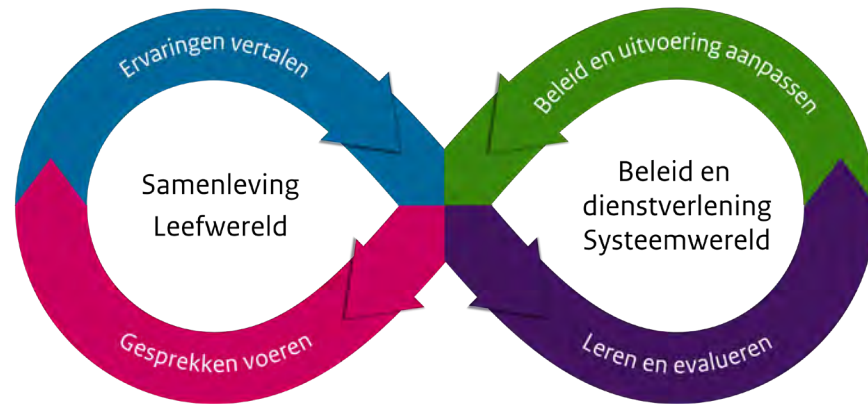 Ervaringen vertalen
Beleid en uitvoering aanpassen
Samenleving
Leefwereld
Beleid en
dienstverlening
Systeemwereld
Gesprekken voeren
Leren en evalueren